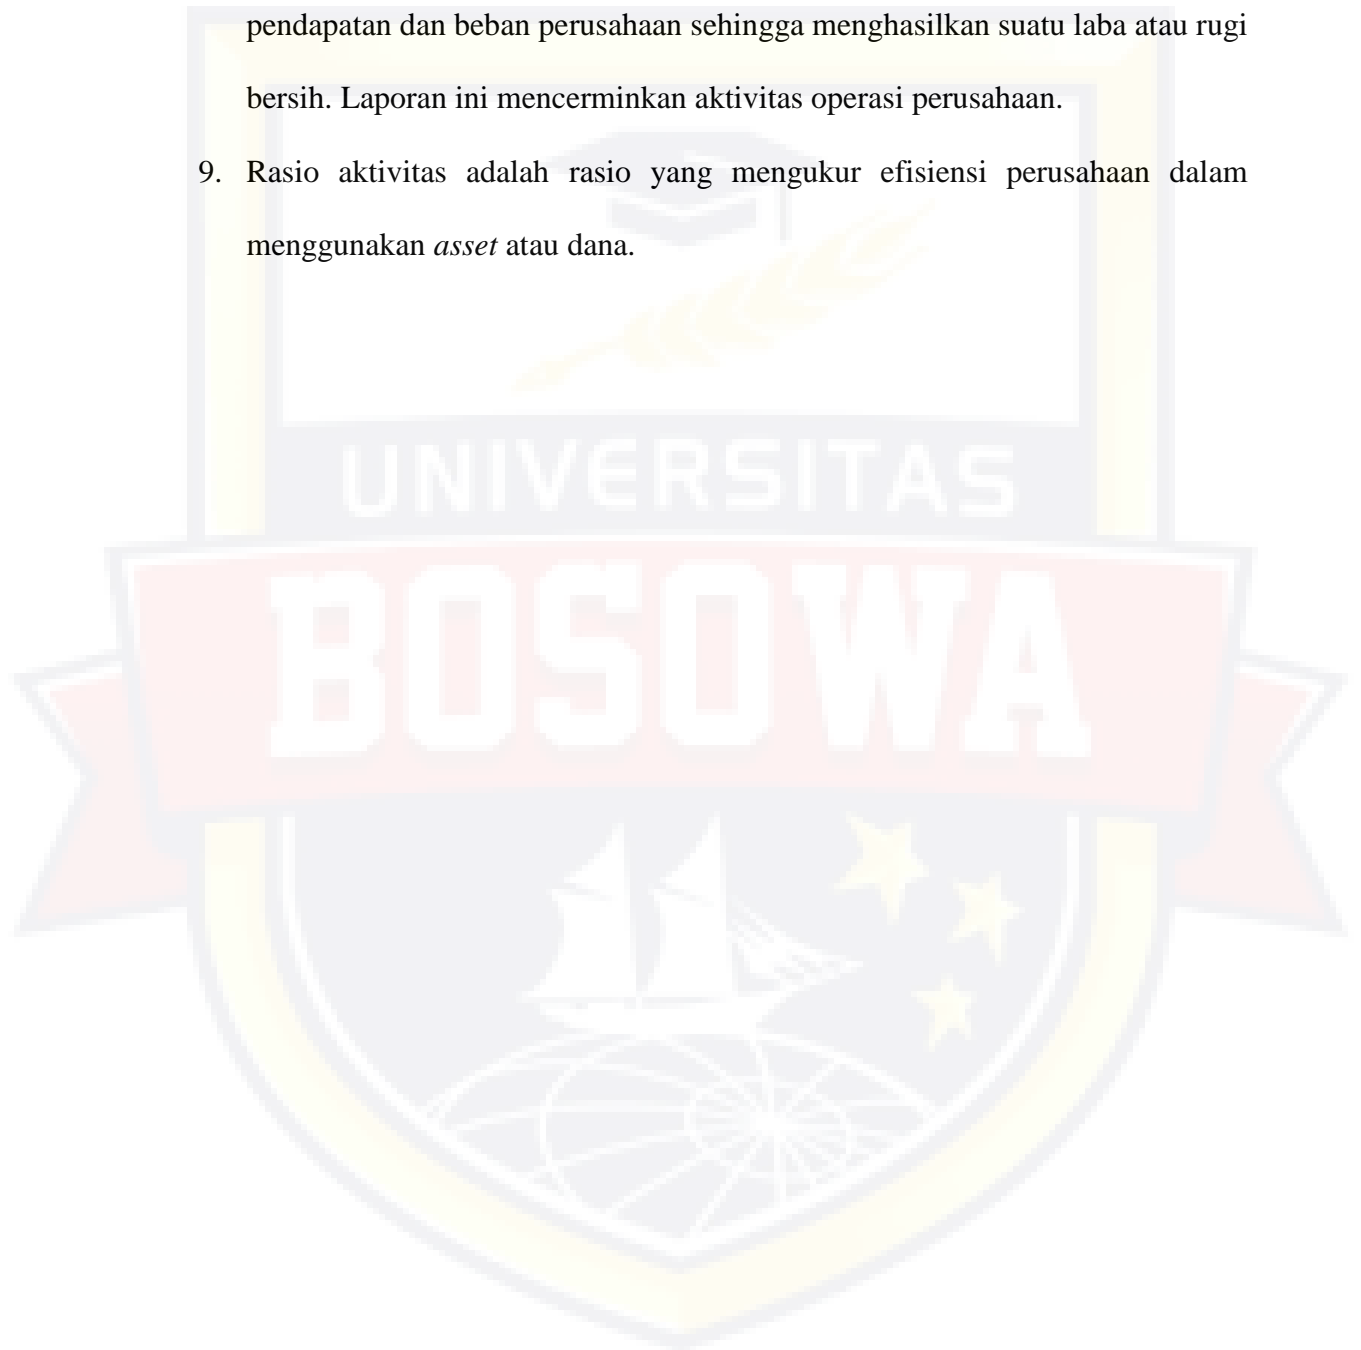 pendapatan dan beban perusahaan sehingga menghasilkan suatu laba atau rugi
bersih. Laporan ini mencerminkan aktivitas operasi perusahaan.
9. Rasio aktivitas adalah rasio yang mengukur efisiensi perusahaan dalam
menggunakan asset atau dana.
UNIVERSITAS
BOSOWA